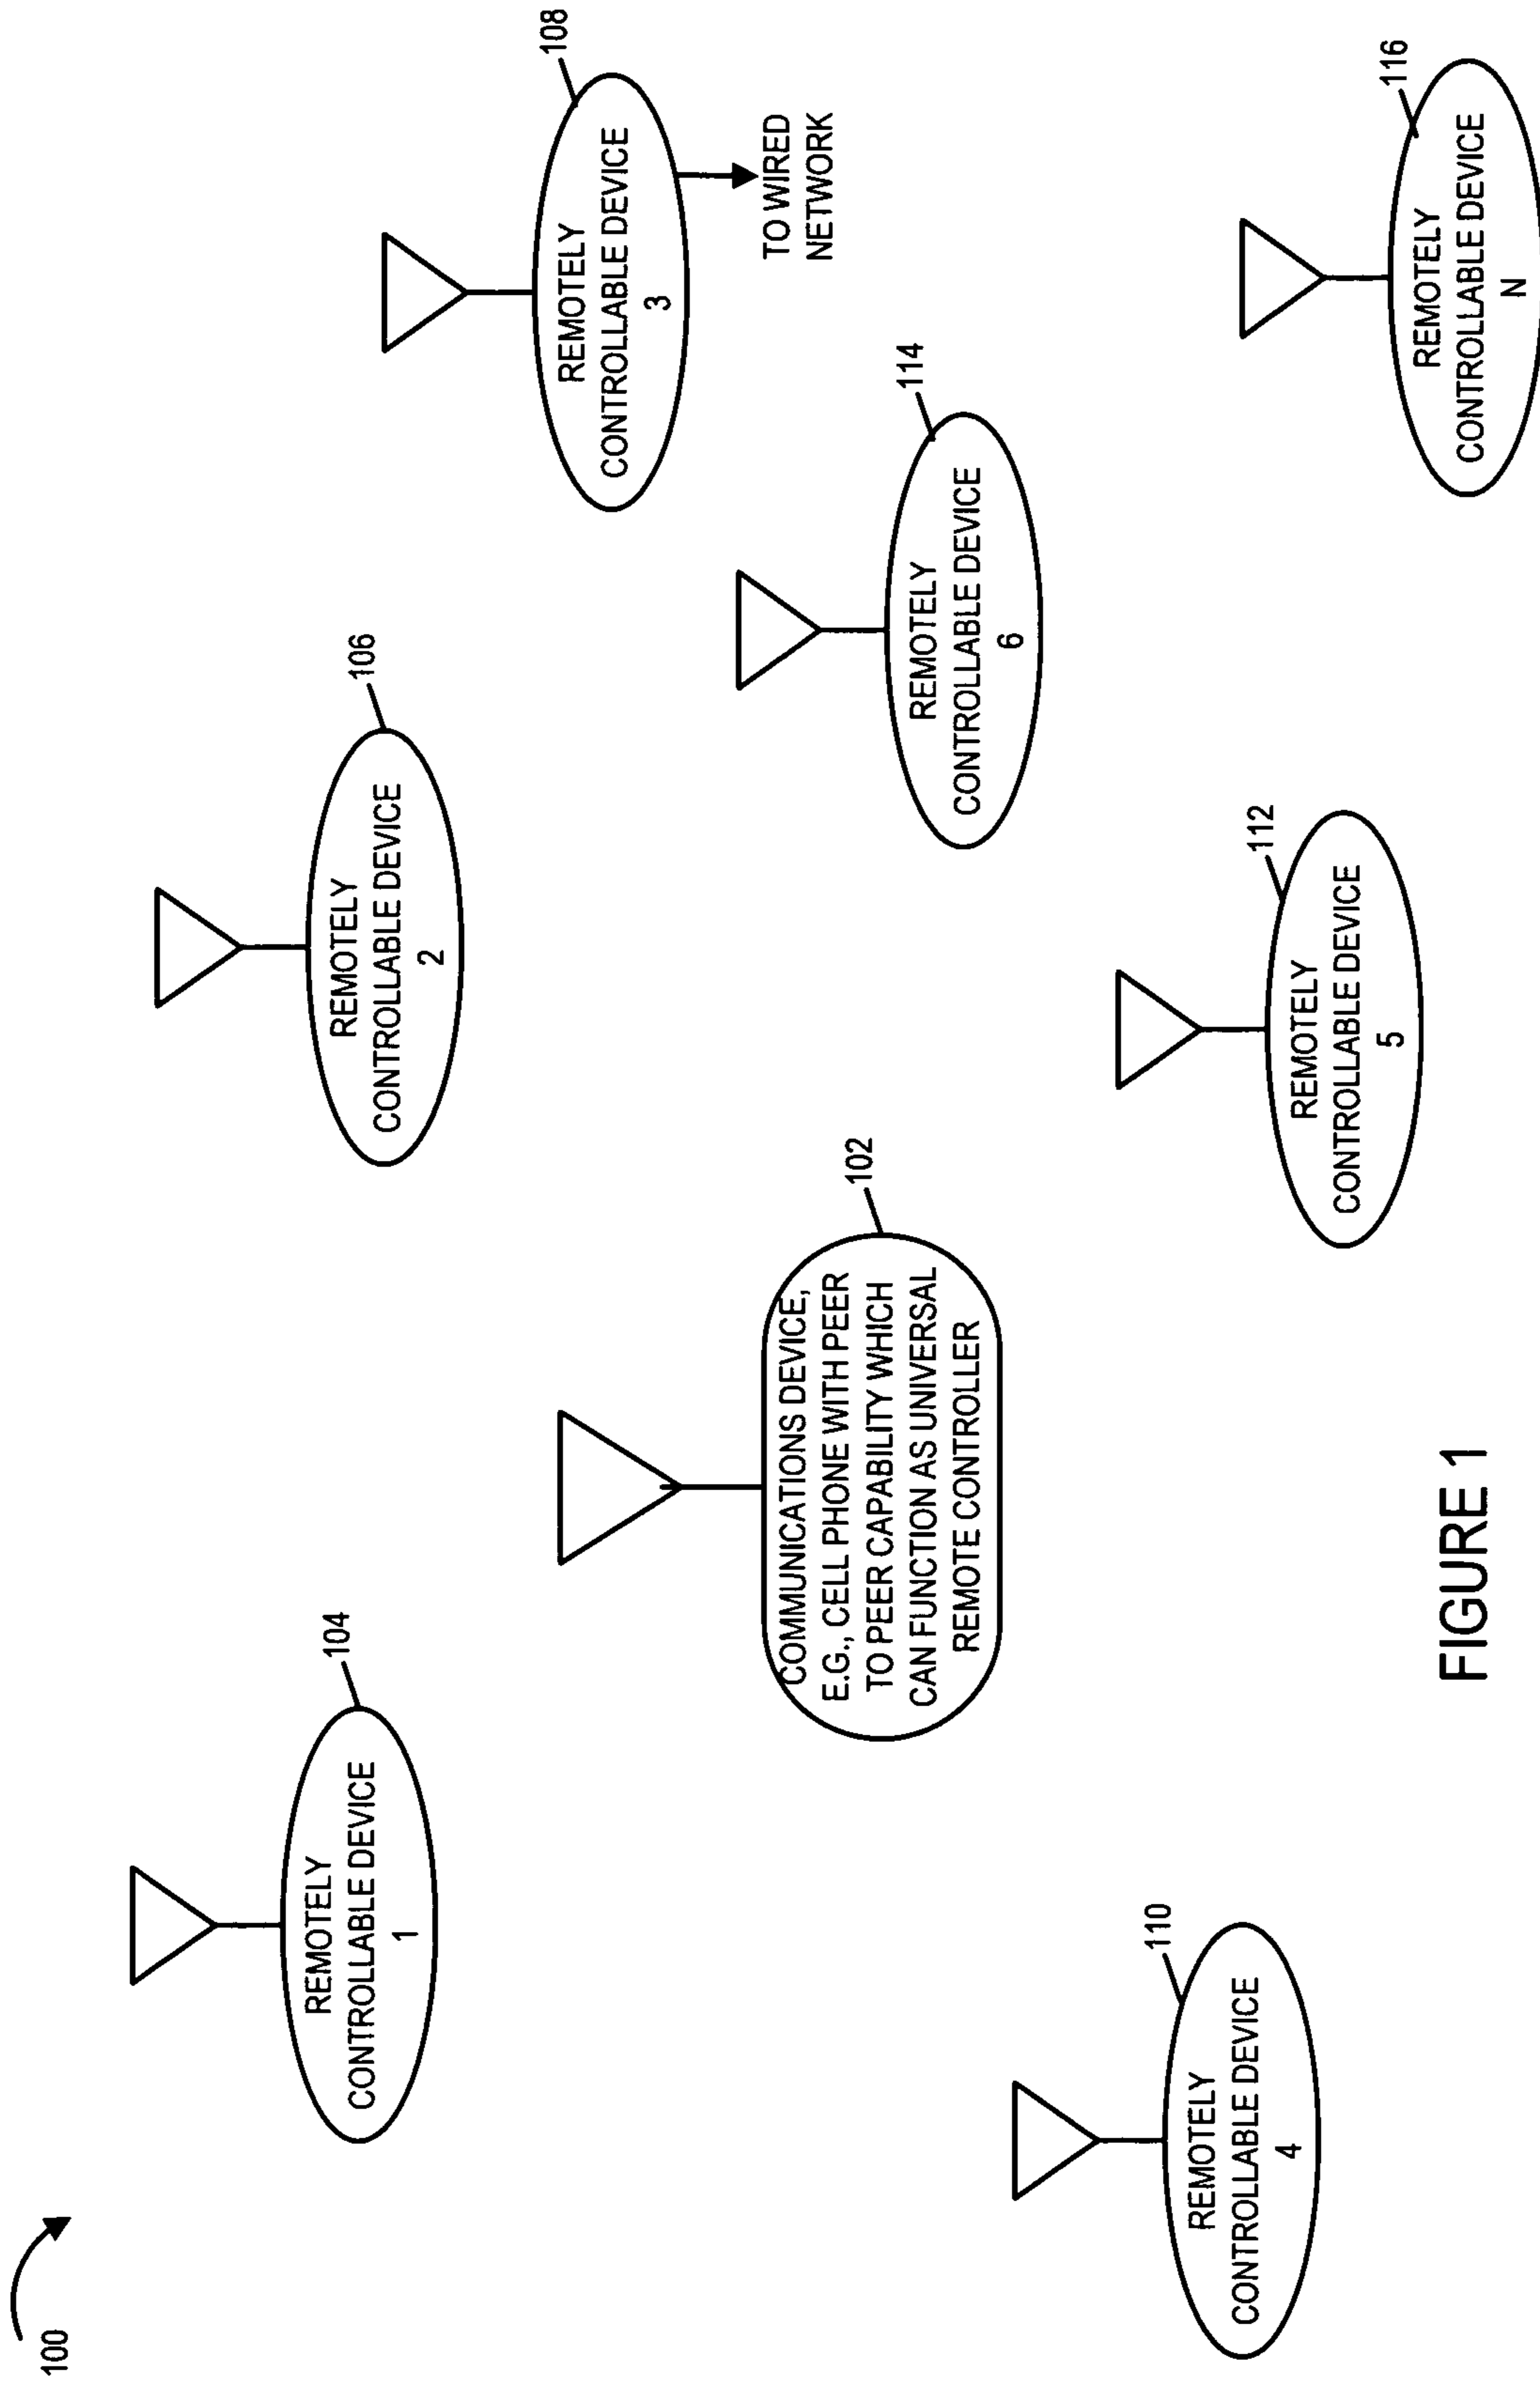 100
104
REMOTELY
CONTROLLABLE DEVICE
1
106
REMOTELY
CONTROLLABLE DEVICE
2
108
REMOTELY
CONTROLLABLE DEVICE
3
TO WIRED
NETWORK
102
COMMUNICATIONS DEVICE,
E.G., CELL PHONE WITH PEER
TO PEER CAPABILITY WHICH
CAN FUNCTION AS UNIVERSAL
REMOTE CONTROLLER
114
REMOTELY
CONTROLLABLE DEVICE
6
110
REMOTELY
CONTROLLABLE DEVICE
4
112
REMOTELY
CONTROLLABLE DEVICE
5
116
REMOTELY
CONTROLLABLE DEVICE
N
FIGURE 1